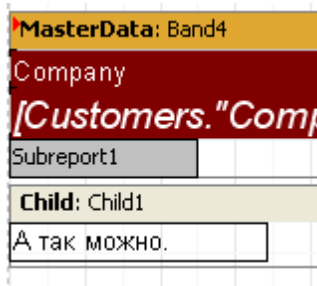 MasterData: Band4
Company
[Customers."Comp
Subreport1
Child: Child1
А так можно.